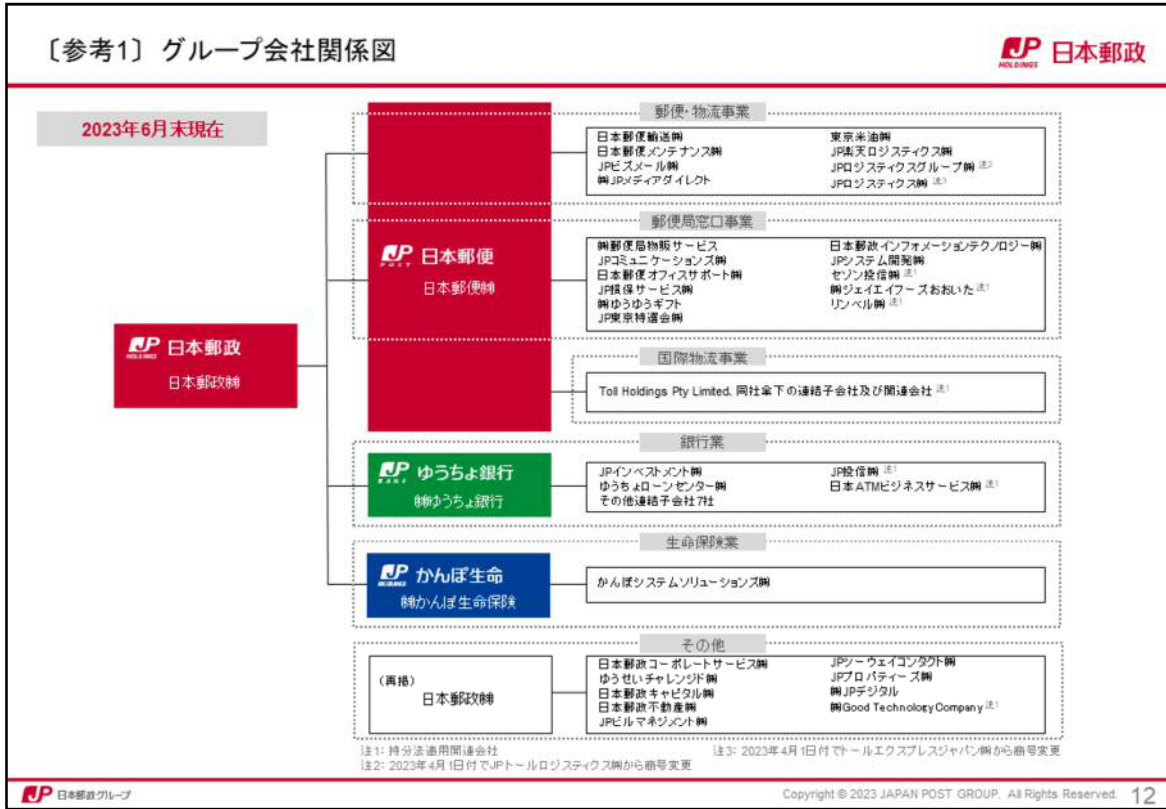 〔参考1〕 グループ会社関係図
JP HOLDINGS 日本郵政
2023年6月末現在
JP HOLDINGS 日本郵政
日本郵政㈱
JP POST 日本郵便
日本郵便㈱
郵便・物流事業
日本郵便輸送㈱
日本郵便メンテナンス㈱
JPビズメール㈱
㈱JPメディアダイレクト
東京米油㈱
JP楽天ロジスティクス㈱
JPロジスティクスグループ㈱ 注2
JPロジスティクス㈱ 注3
郵便局窓口事業
㈱郵便局物販サービス
JPコミュニケーションズ㈱
日本郵便オフィスサポート㈱
JP損保サービス㈱
㈱ゆうゆうギフト
JP東京特選会㈱
日本郵政インフォメーションテクノロジー㈱
JPシステム開発㈱
セゾン投信㈱ 注1
㈱ジェイエイフーズおおいた 注1
リンベル㈱ 注1
国際物流事業
Toll Holdings Pty Limited. 同社傘下の連結子会社及び関連会社 注1
JP BANK ゆうちょ銀行
㈱ゆうちょ銀行
銀行業
JPインベストメント㈱
ゆうちょローンセンター㈱
その他連結子会社7社
JP投信㈱ 注1
日本ATMビジネスサービス㈱ 注1
JP かんぽ生命
㈱かんぽ生命保険
生命保険業
かんぽシステムソリューションズ㈱
その他
(再掲)
日本郵政㈱
日本郵政コーポレートサービス㈱
ゆうせいチャレンジド㈱
日本郵政キャピタル㈱
日本郵政不動産㈱
JPビルマネジメント㈱
JPツーウェイコンタクト㈱
JPプロパティーズ㈱
㈱JPデジタル
㈱Good Technology Company 注1
注1: 持分法適用関連会社
注2: 2023年4月1日付でJPトールロジスティクス㈱から商号変更
注3: 2023年4月1日付でトールエクスプレスジャパン㈱から商号変更
JP 日本郵政グループ
Copyright © 2023 JAPAN POST GROUP. All Rights Reserved. 12